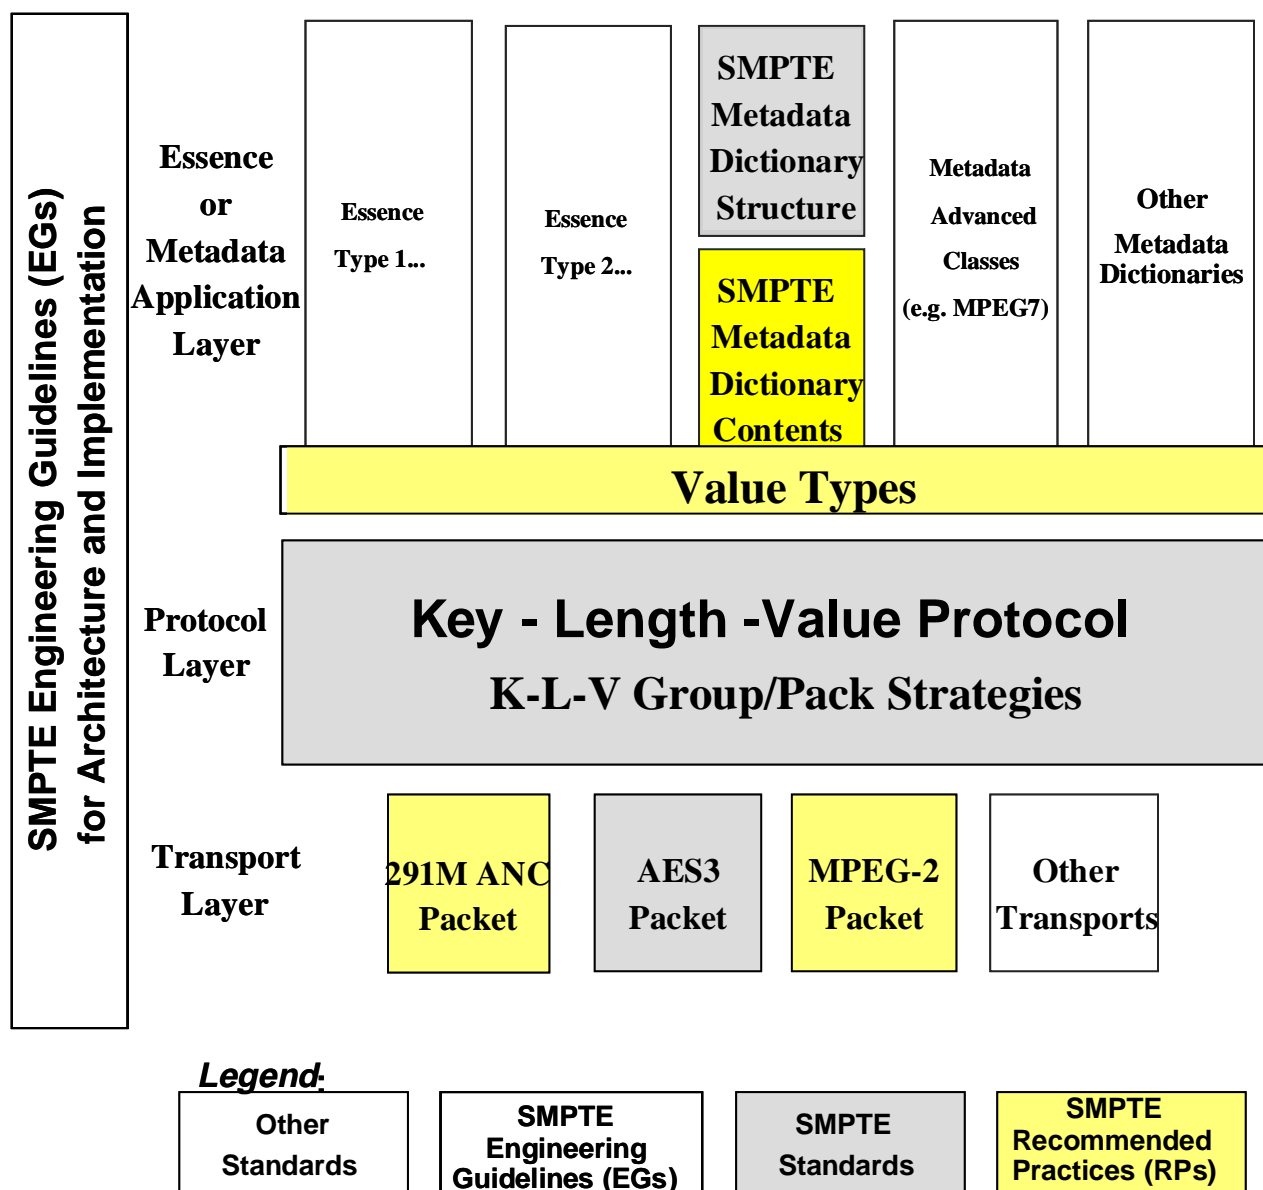 SMPTE Engineering Guidelines (EGs)
for Architecture and Implementation
Essence
or
Metadata
Application
Layer
Essence
Type 1...
Essence
Type 2...
SMPTE
Metadata
Dictionary
Structure
SMPTE
Metadata
Dictionary
Contents
Metadata
Advanced
Classes
(e.g. MPEG7)
Other
Metadata
Dictionaries
Value Types
Protocol
Layer
Key - Length -Value Protocol
K-L-V Group/Pack Strategies
Transport
Layer
291M ANC
Packet
AES3
Packet
MPEG-2
Packet
Other
Transports
Legend:
Other
Standards
SMPTE
Engineering
Guidelines (EGs)
SMPTE
Standards
SMPTE
Recommended
Practices (RPs)